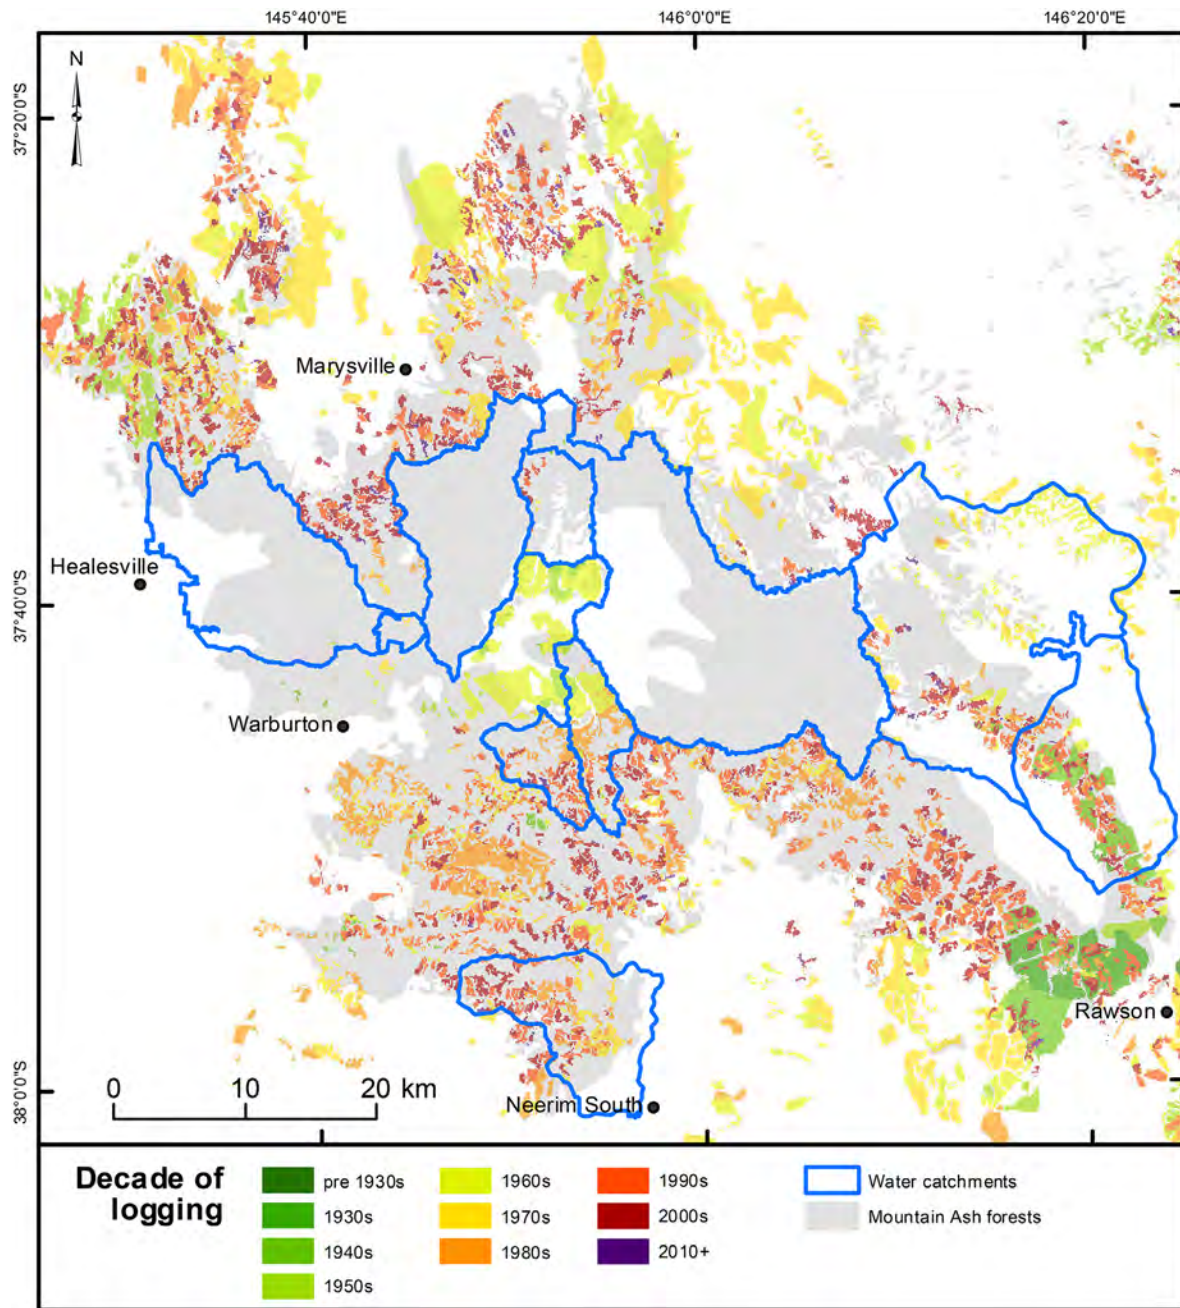 145°40'0"E
146°0'0"E
146°20'0"E
N
37°20'0"S
Marysville
Healesville
37°40'0"S
Warburton
Rawson
0 10 20 km
Neerim South
38°0'0"S
Decade of
logging
pre 1930s
1930s
1940s
1950s
1960s
1970s
1980s
1990s
2000s
2010+
Water catchments
Mountain Ash forests